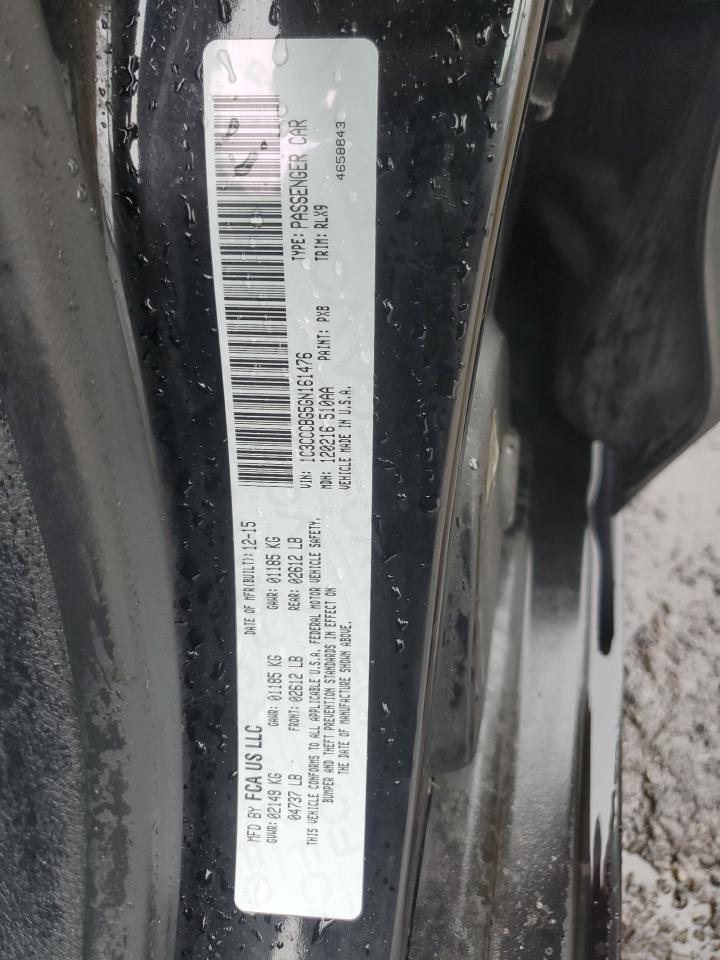 MFD BY FCA US LLC
DATE OF MFR(BUILT): 12-15
GVWR: 02149 KG
GAWR: 01185 KG
GAWR: 01185 KG
04737 LB
FRONT: 02612 LB
REAR: 02612 LB
THIS VEHICLE CONFORMS TO ALL APPLICABLE U.S.A. FEDERAL MOTOR VEHICLE SAFETY,
BUMPER AND THEFT PREVENTION STANDARDS IN EFFECT ON
THE DATE OF MANUFACTURE SHOWN ABOVE.
VIN: 1C3CCCBG5GN161476
TYPE: PASSENGER CAR
MDH: 120216 510AA
PAINT: PX8
TRIM: RLX9
VEHICLE MADE IN U.S.A.
4658843